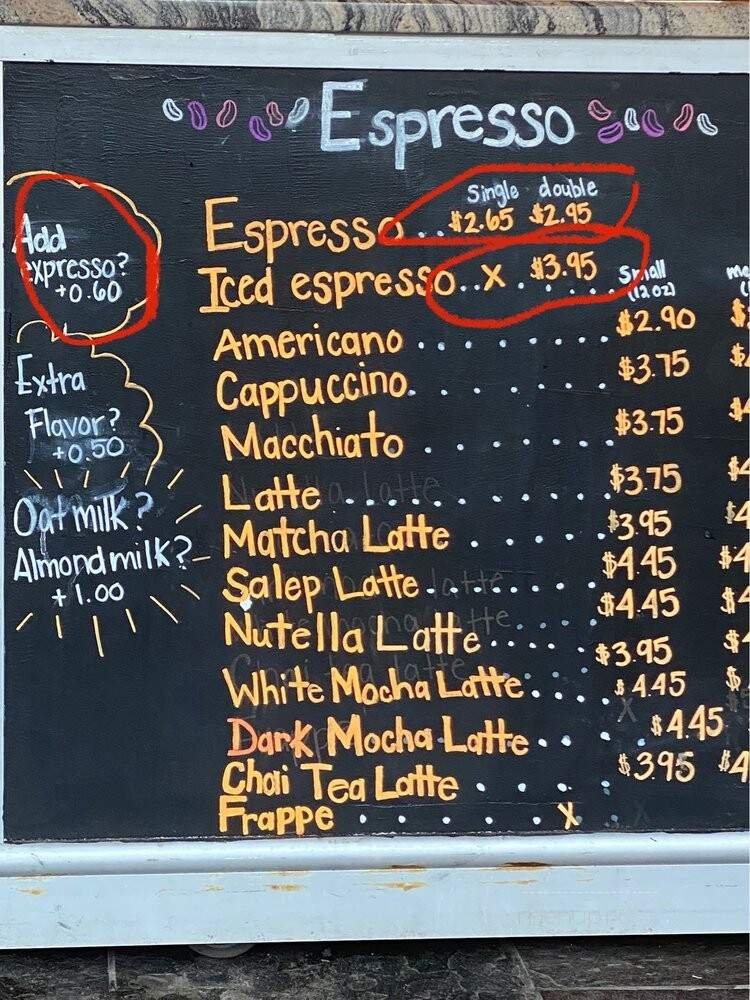 Espresso
Single double
Espresso .. $2.65 $2.95
Iced espresso .. X . $3.95
Small
(12 oz)
Americano $2.90
Cappuccino $3.75
Macchiato $3.75
Latte $3.75
Matcha Latte $3.95
Salep Latte $4.45
Nutella Latte $4.45
$3.95
White Mocha Latte $4.45
Dark Mocha Latte $4.45
Chai Tea Latte $3.95
Frappe X
Add
expresso?
+0.60
Extra
Flavor?
+0.50
Oat milk?
Almond milk?
+1.00